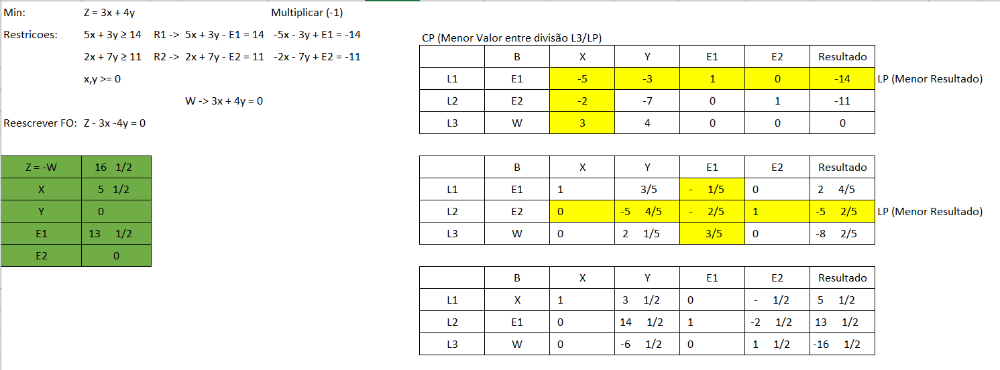 Min: Z = 3x + 4y Multiplicar (-1)
Restricoes: 5x + 3y ≥ 14 R1 -> 5x + 3y - E1 = 14 -5x - 3y + E1 = -14
2x + 7y ≥ 11 R2 -> 2x + 7y - E2 = 11 -2x - 7y + E2 = -11
x,y >= 0
W -> 3x + 4y = 0
Reescrever FO: Z - 3x -4y = 0
Z = -W 16 1/2
X 5 1/2
Y 0
E1 13 1/2
E2 0
CP (Menor Valor entre divisão L3/LP)
B X Y E1 E2 Resultado
L1 E1 -5 -3 1 0 -14 LP (Menor Resultado)
L2 E2 -2 -7 0 1 -11
L3 W 3 4 0 0 0
B X Y E1 E2 Resultado
L1 E1 1 3/5 - 1/5 0 2 4/5
L2 E2 0 -5 4/5 - 2/5 1 -5 2/5 LP (Menor Resultado)
L3 W 0 2 1/5 3/5 0 -8 2/5
B X Y E1 E2 Resultado
L1 X 1 3 1/2 0 - 1/2 5 1/2
L2 E1 0 14 1/2 1 -2 1/2 13 1/2
L3 W 0 -6 1/2 0 1 1/2 -16 1/2